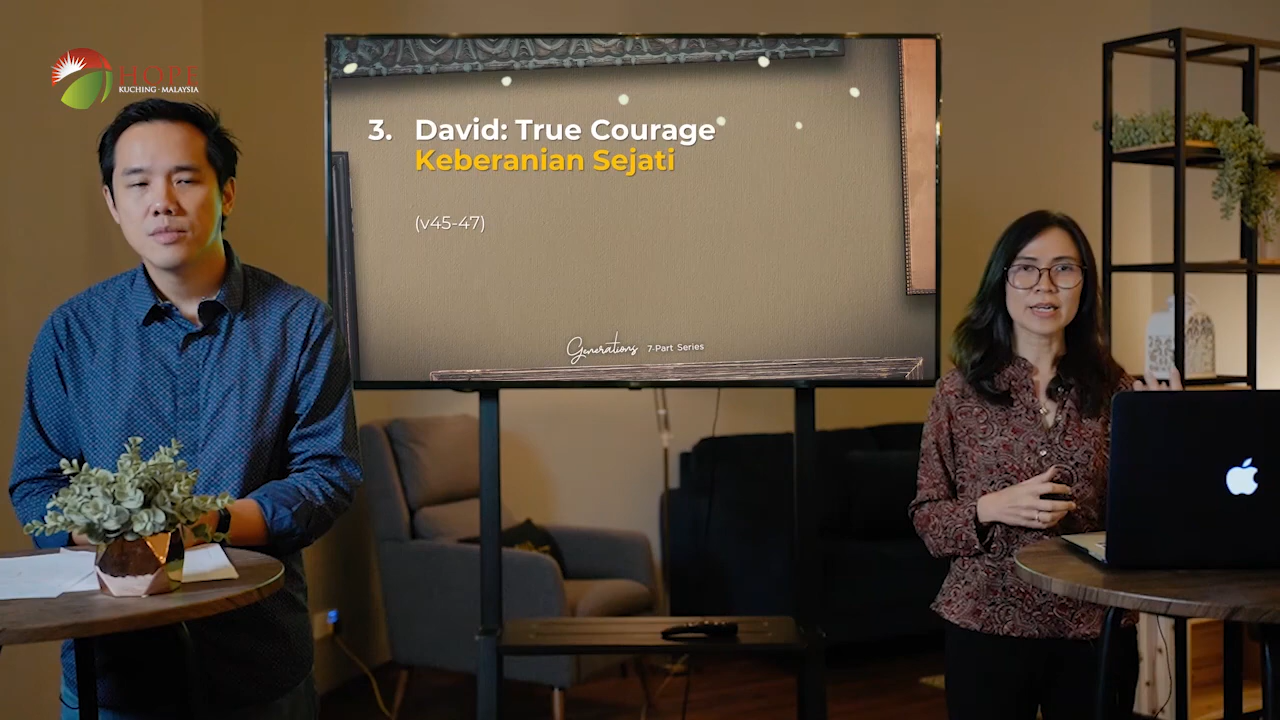 HOPE
KUCHING · MALAYSIA
3. David: True Courage
Keberanian Sejati
(v45-47)
Generations 7-Part Series